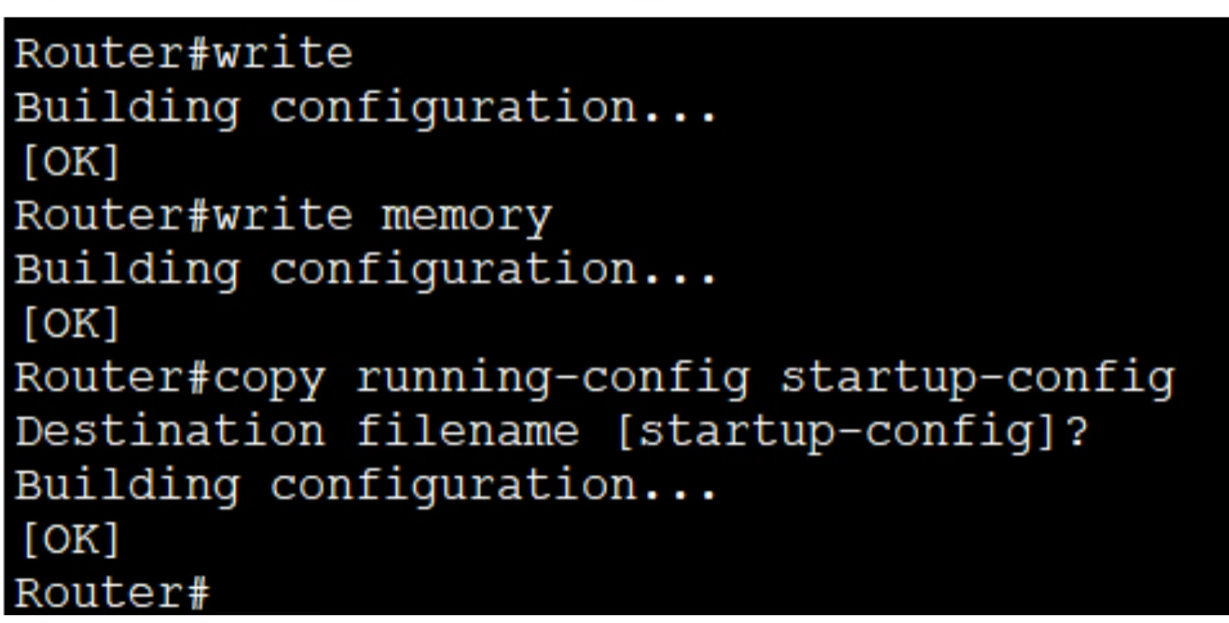 Router#write
Building configuration...
[OK]
Router#write memory
Building configuration...
[OK]
Router#copy running-config startup-config
Destination filename [startup-config]?
Building configuration...
[OK]
Router#